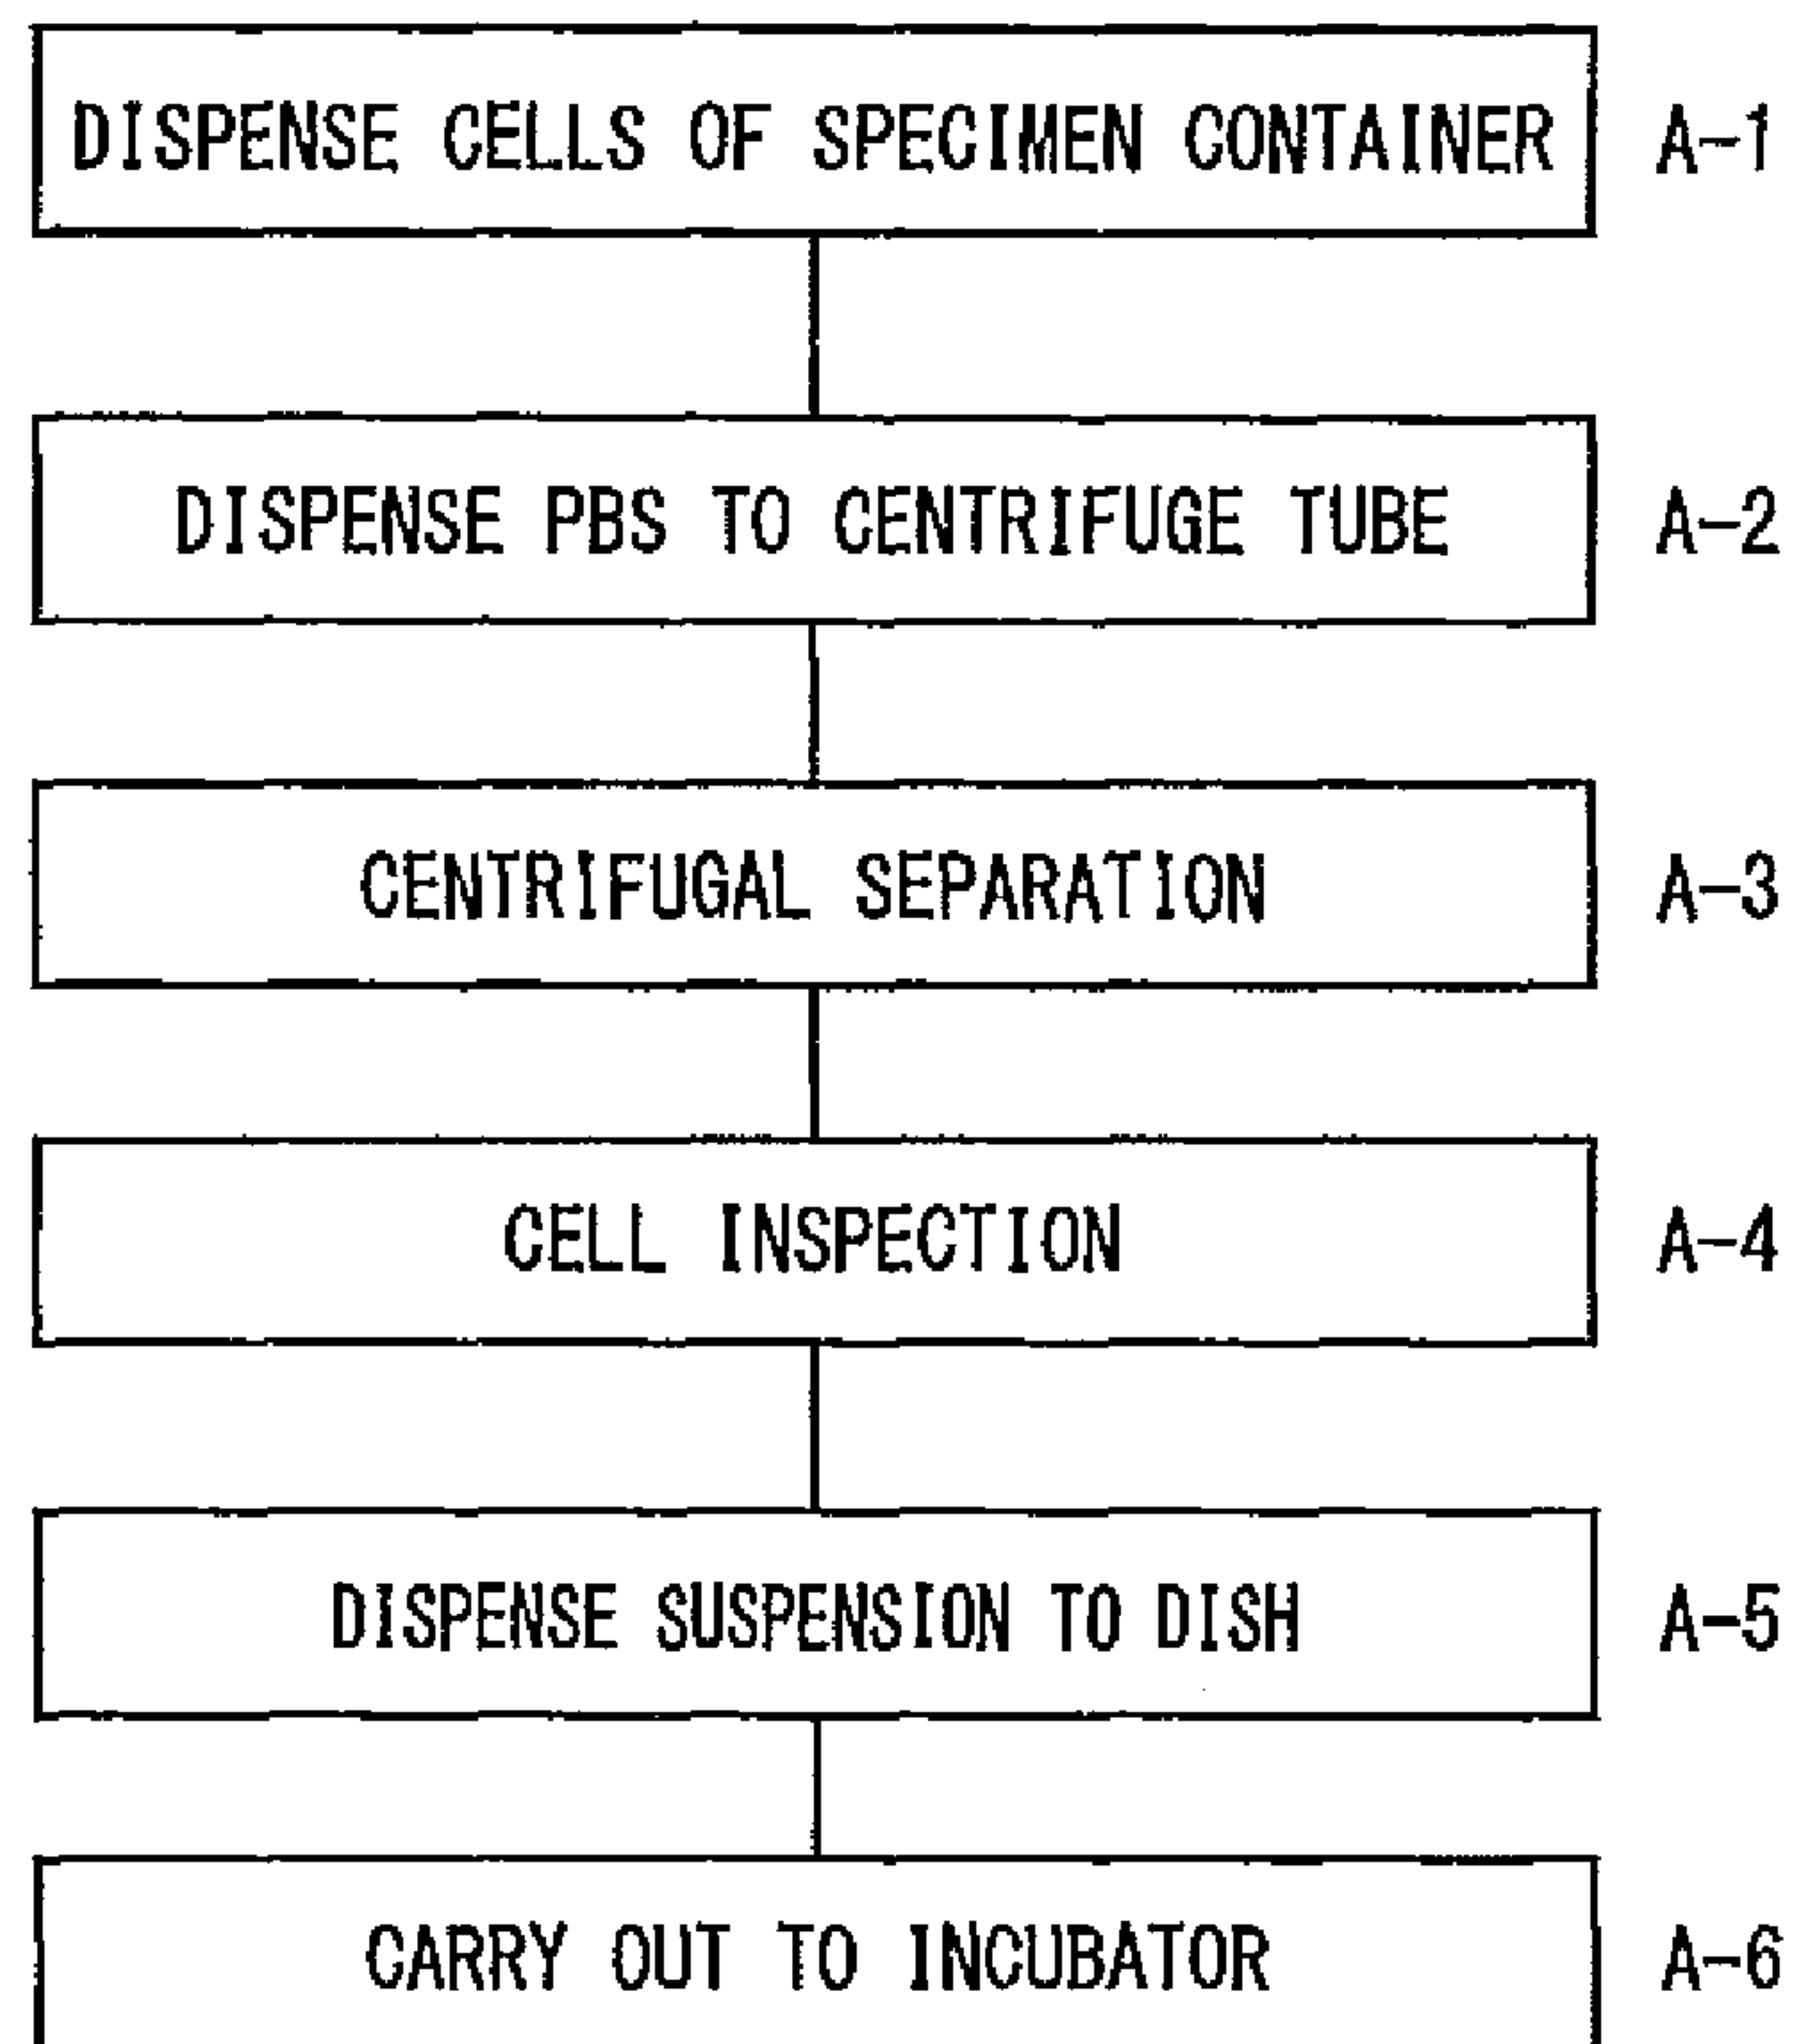 DISPENSE CELLS OF SPECIMEN CONTAINER A-1
DISPENSE PBS TO CENTRIFUGE TUBE A-2
CENTRIFUGAL SEPARATION A-3
CELL INSPECTION A-4
DISPENSE SUSPENSION TO DISH A-5
CARRY OUT TO INCUBATOR A-6